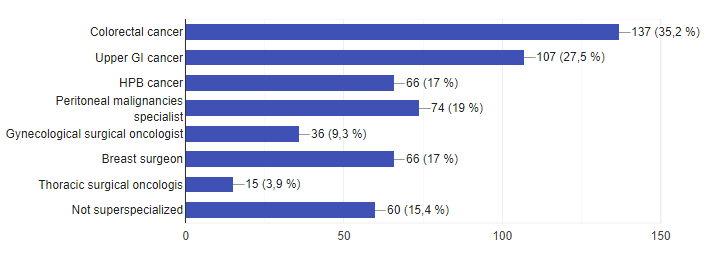 Colorectal cancer
137 (35,2 %)
Upper GI cancer
107 (27,5 %)
HPB cancer
66 (17 %)
Peritoneal malignancies
specialist
74 (19 %)
Gynecological surgical oncologist
36 (9,3 %)
Breast surgeon
66 (17 %)
Thoracic surgical oncologis
15 (3,9 %)
Not superspecialized
60 (15,4 %)
0
50
100
150